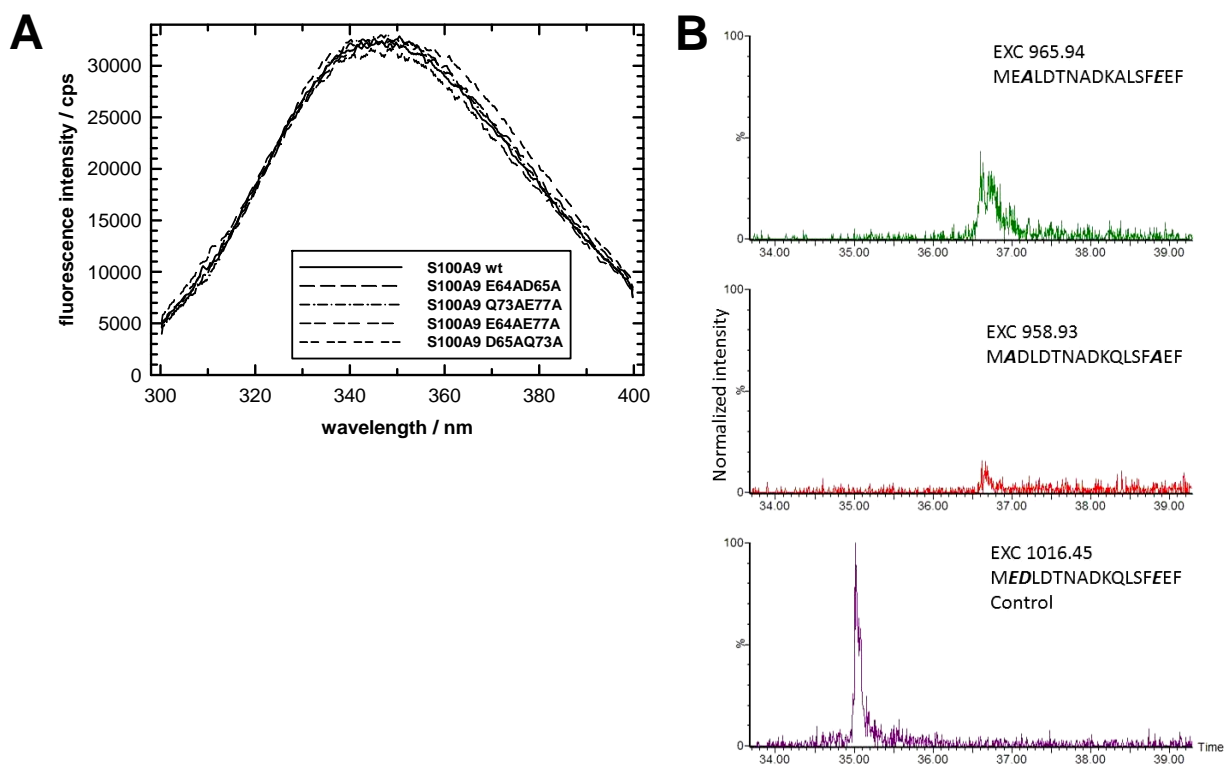 A
fluorescence intensity / cps
30000
25000
20000
15000
10000
5000
0
S100A9 wt
S100A9 E64AD65A
S100A9 Q73AE77A
S100A9 E64AE77A
S100A9 D65AQ73A
300
320
340
360
380
400
wavelength / nm
B
Normalized intensity
100
%
0
EXC 965.94
MEALDTNADKALSFEEF
34.00
35.00
36.00
37.00
38.00
39.00
100
%
0
EXC 958.93
MADLDTNADKQLSFAEF
34.00
35.00
36.00
37.00
38.00
39.00
100
%
0
EXC 1016.45
MEDLDTNADKQLSFEEF
Control
Time
34.00
35.00
36.00
37.00
38.00
39.00